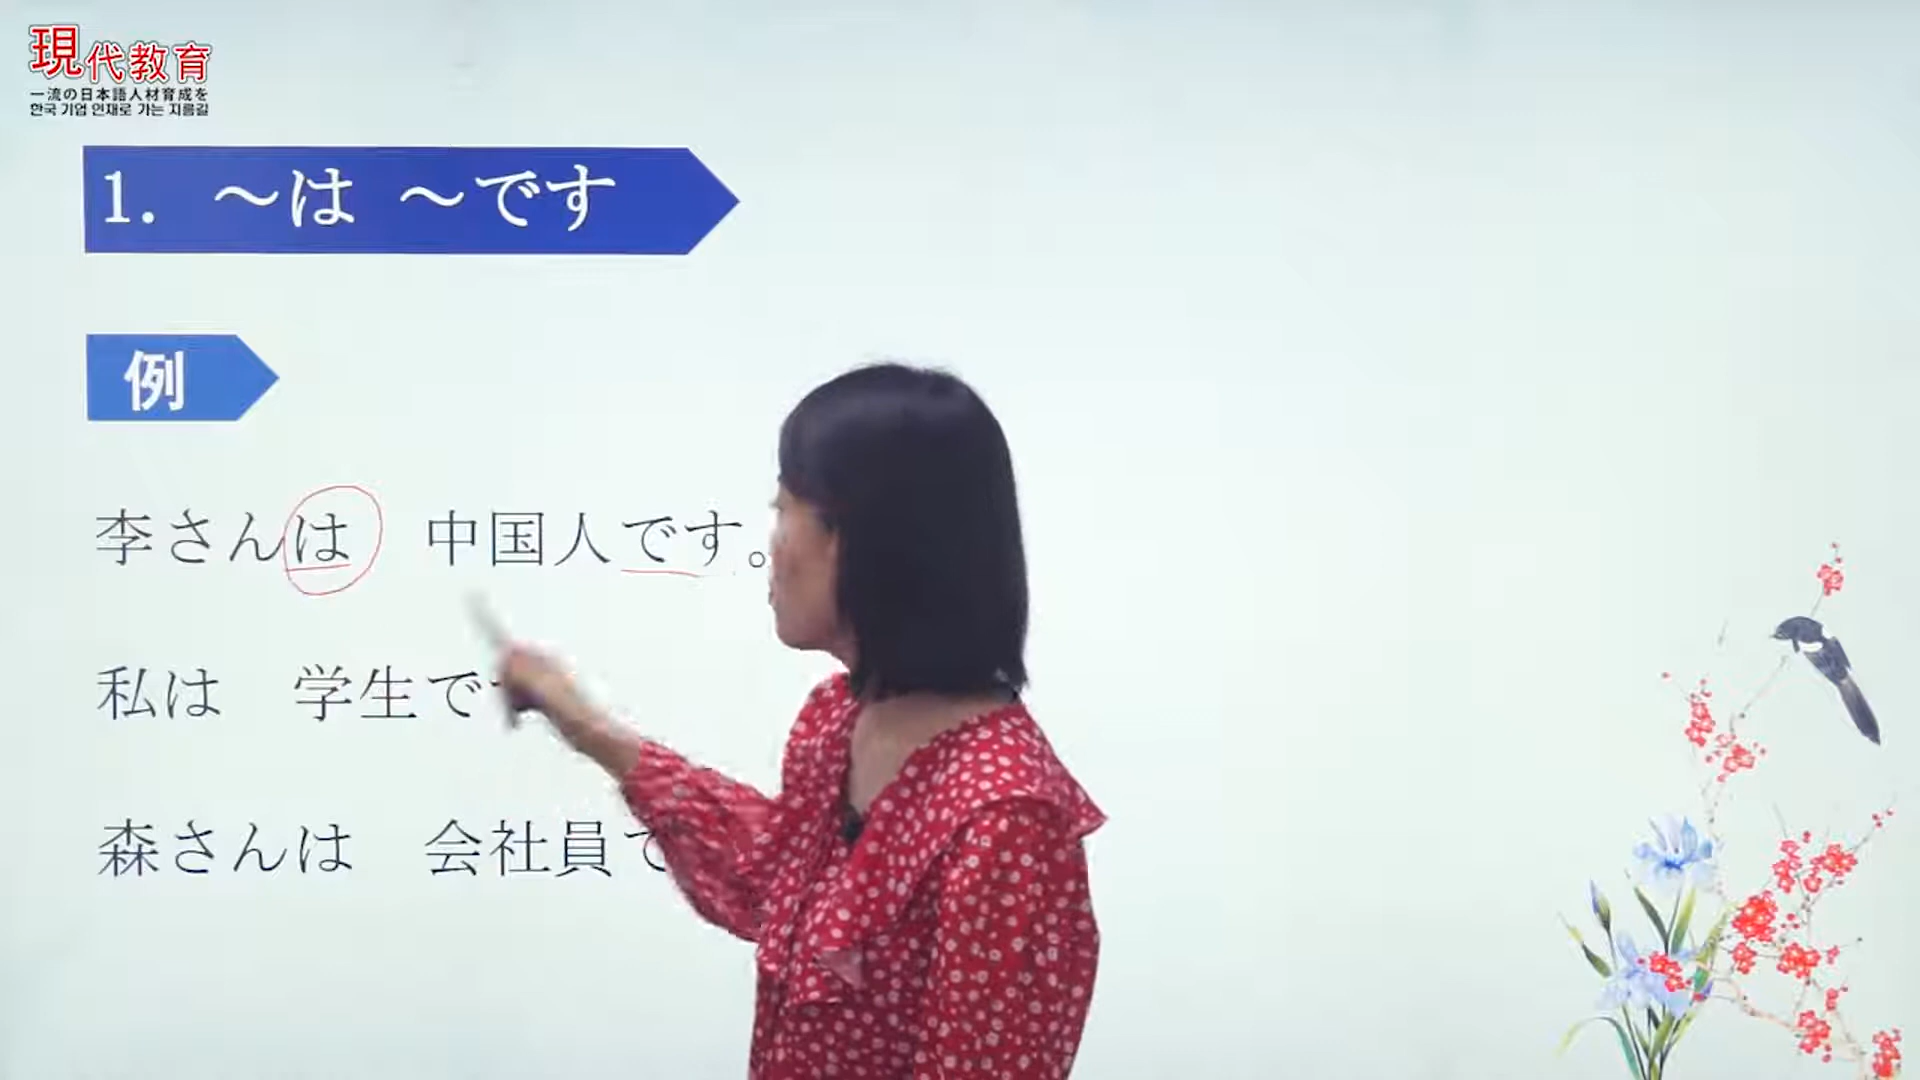 現代教育
一流の日本語人材育成を
한국 기업 인재로 가는 지름길
1. ～は ～です
例
李さんは 中国人です。
私は 学生で
森さんは 会社員で